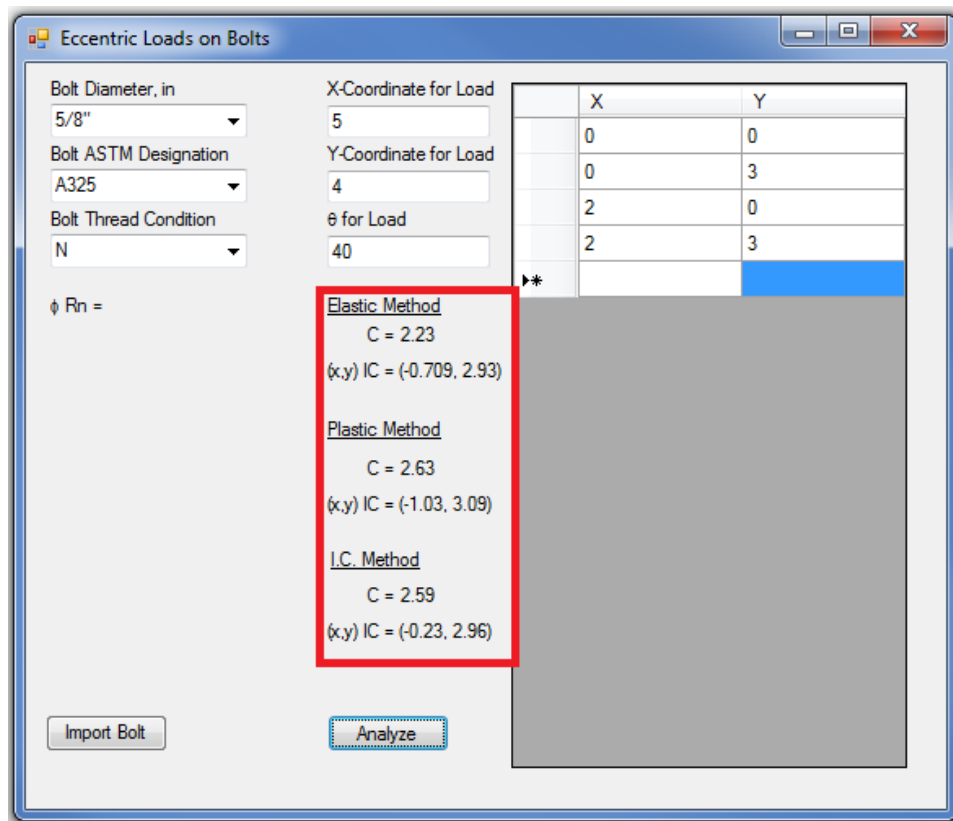 Eccentric Loads on Bolts
Bolt Diameter, in
5/8"
Bolt ASTM Designation
A325
Bolt Thread Condition
N
ϕ Rn =
X-Coordinate for Load
5
Y-Coordinate for Load
4
θ for Load
40
Elastic Method
C = 2.23
(x,y) IC = (-0.709, 2.93)
Plastic Method
C = 2.63
(x,y) IC = (-1.03, 3.09)
I.C. Method
C = 2.59
(x,y) IC = (-0.23, 2.96)
X Y
0 0
0 3
2 0
2 3
Import Bolt
Analyze